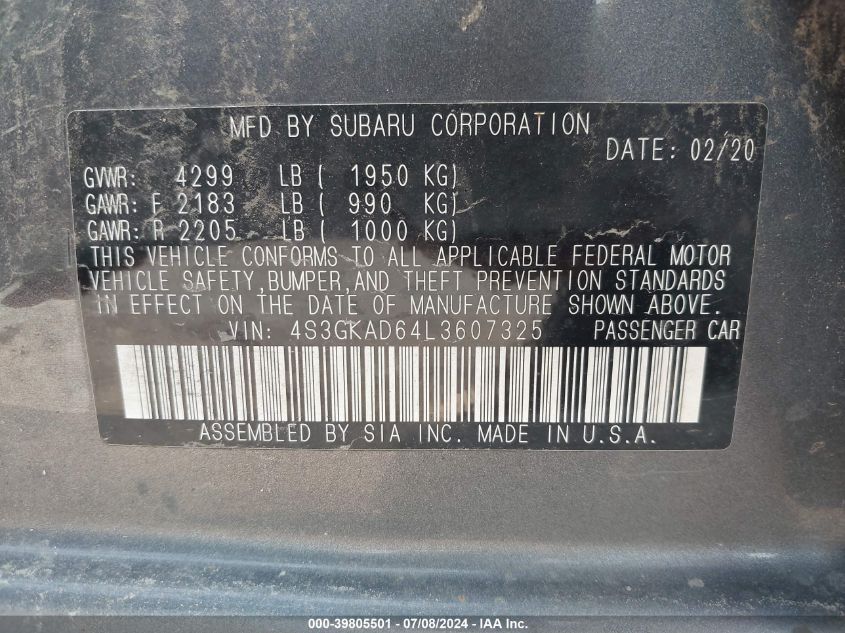 MFD BY SUBARU CORPORATION
DATE: 02/20
GVWR: 4299 LB ( 1950 KG)
GAWR: F 2183 LB ( 990 KG)
GAWR: R 2205 LB ( 1000 KG)
THIS VEHICLE CONFORMS TO ALL APPLICABLE FEDERAL MOTOR
VEHICLE SAFETY,BUMPER,AND THEFT PREVENTION STANDARDS
IN EFFECT ON THE DATE OF MANUFACTURE SHOWN ABOVE.
VIN: 4S3GKAD64L3607325 PASSENGER CAR
ASSEMBLED BY SIA INC. MADE IN U.S.A.
000-39805501 - 07/08/2024 - IAA Inc.